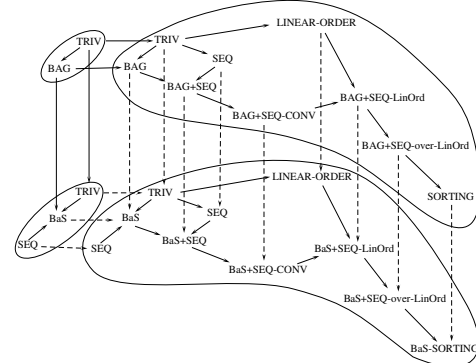 LINEAR-ORDER
TRIV TRIV
SEQ
BAG BAG
BAG+SEQ
BAG+SEQ-LinOrd
BAG+SEQ-CONV
BAG+SEQ-over-LinOrd
LINEAR-ORDER
TRIV TRIV
SORTING
BaS BaS SEQ
BaS+SEQ
SEQ SEQ BaS+SEQ-LinOrd
BaS+SEQ-CONV
BaS+SEQ-over-LinOrd
BaS-SORTING